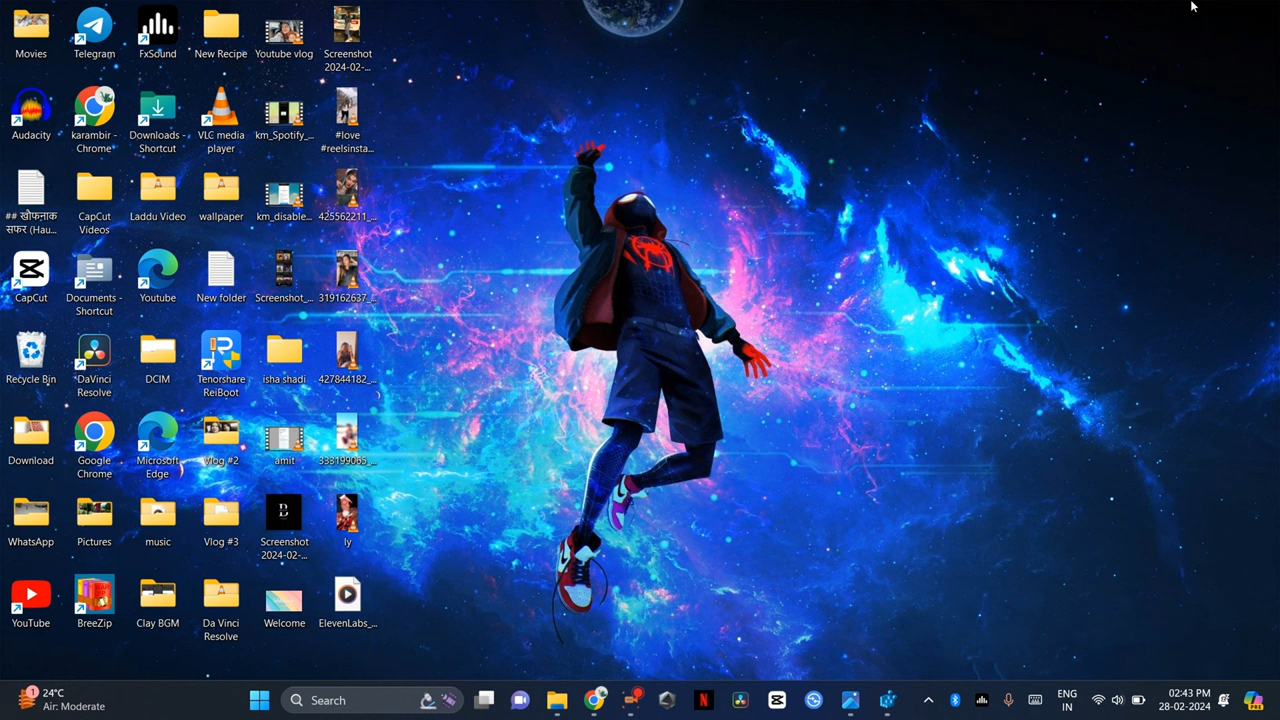 Movies
Telegram
FxSound
New Recipe
Youtube vlog
Screenshot
2024-02-...
Audacity
karambir -
Chrome
Downloads -
Shortcut
VLC media
player
km_Spotify_...
#love
#reelsinsta...
## खौफनाक
सफर (Hau...
CapCut
Videos
Laddu Video
wallpaper
km_disable...
425562211_...
CapCut
Documents -
Shortcut
Youtube
New folder
Screenshot_...
319162637_...
Recycle Bin
DaVinci
Resolve
DCIM
Tenorshare
ReiBoot
isha shadi
427844182_...
Download
Google
Chrome
Microsoft
Edge
Vlog #2
amit
333199065_...
WhatsApp
Pictures
music
Vlog #3
B
Screenshot
2024-02-...
ly
YouTube
BreeZip
Clay BGM
Da Vinci
Resolve
Welcome
ElevenLabs_...
1
24°C
Air: Moderate
Search
N
ENG
IN
02:43 PM
28-02-2024
PRE